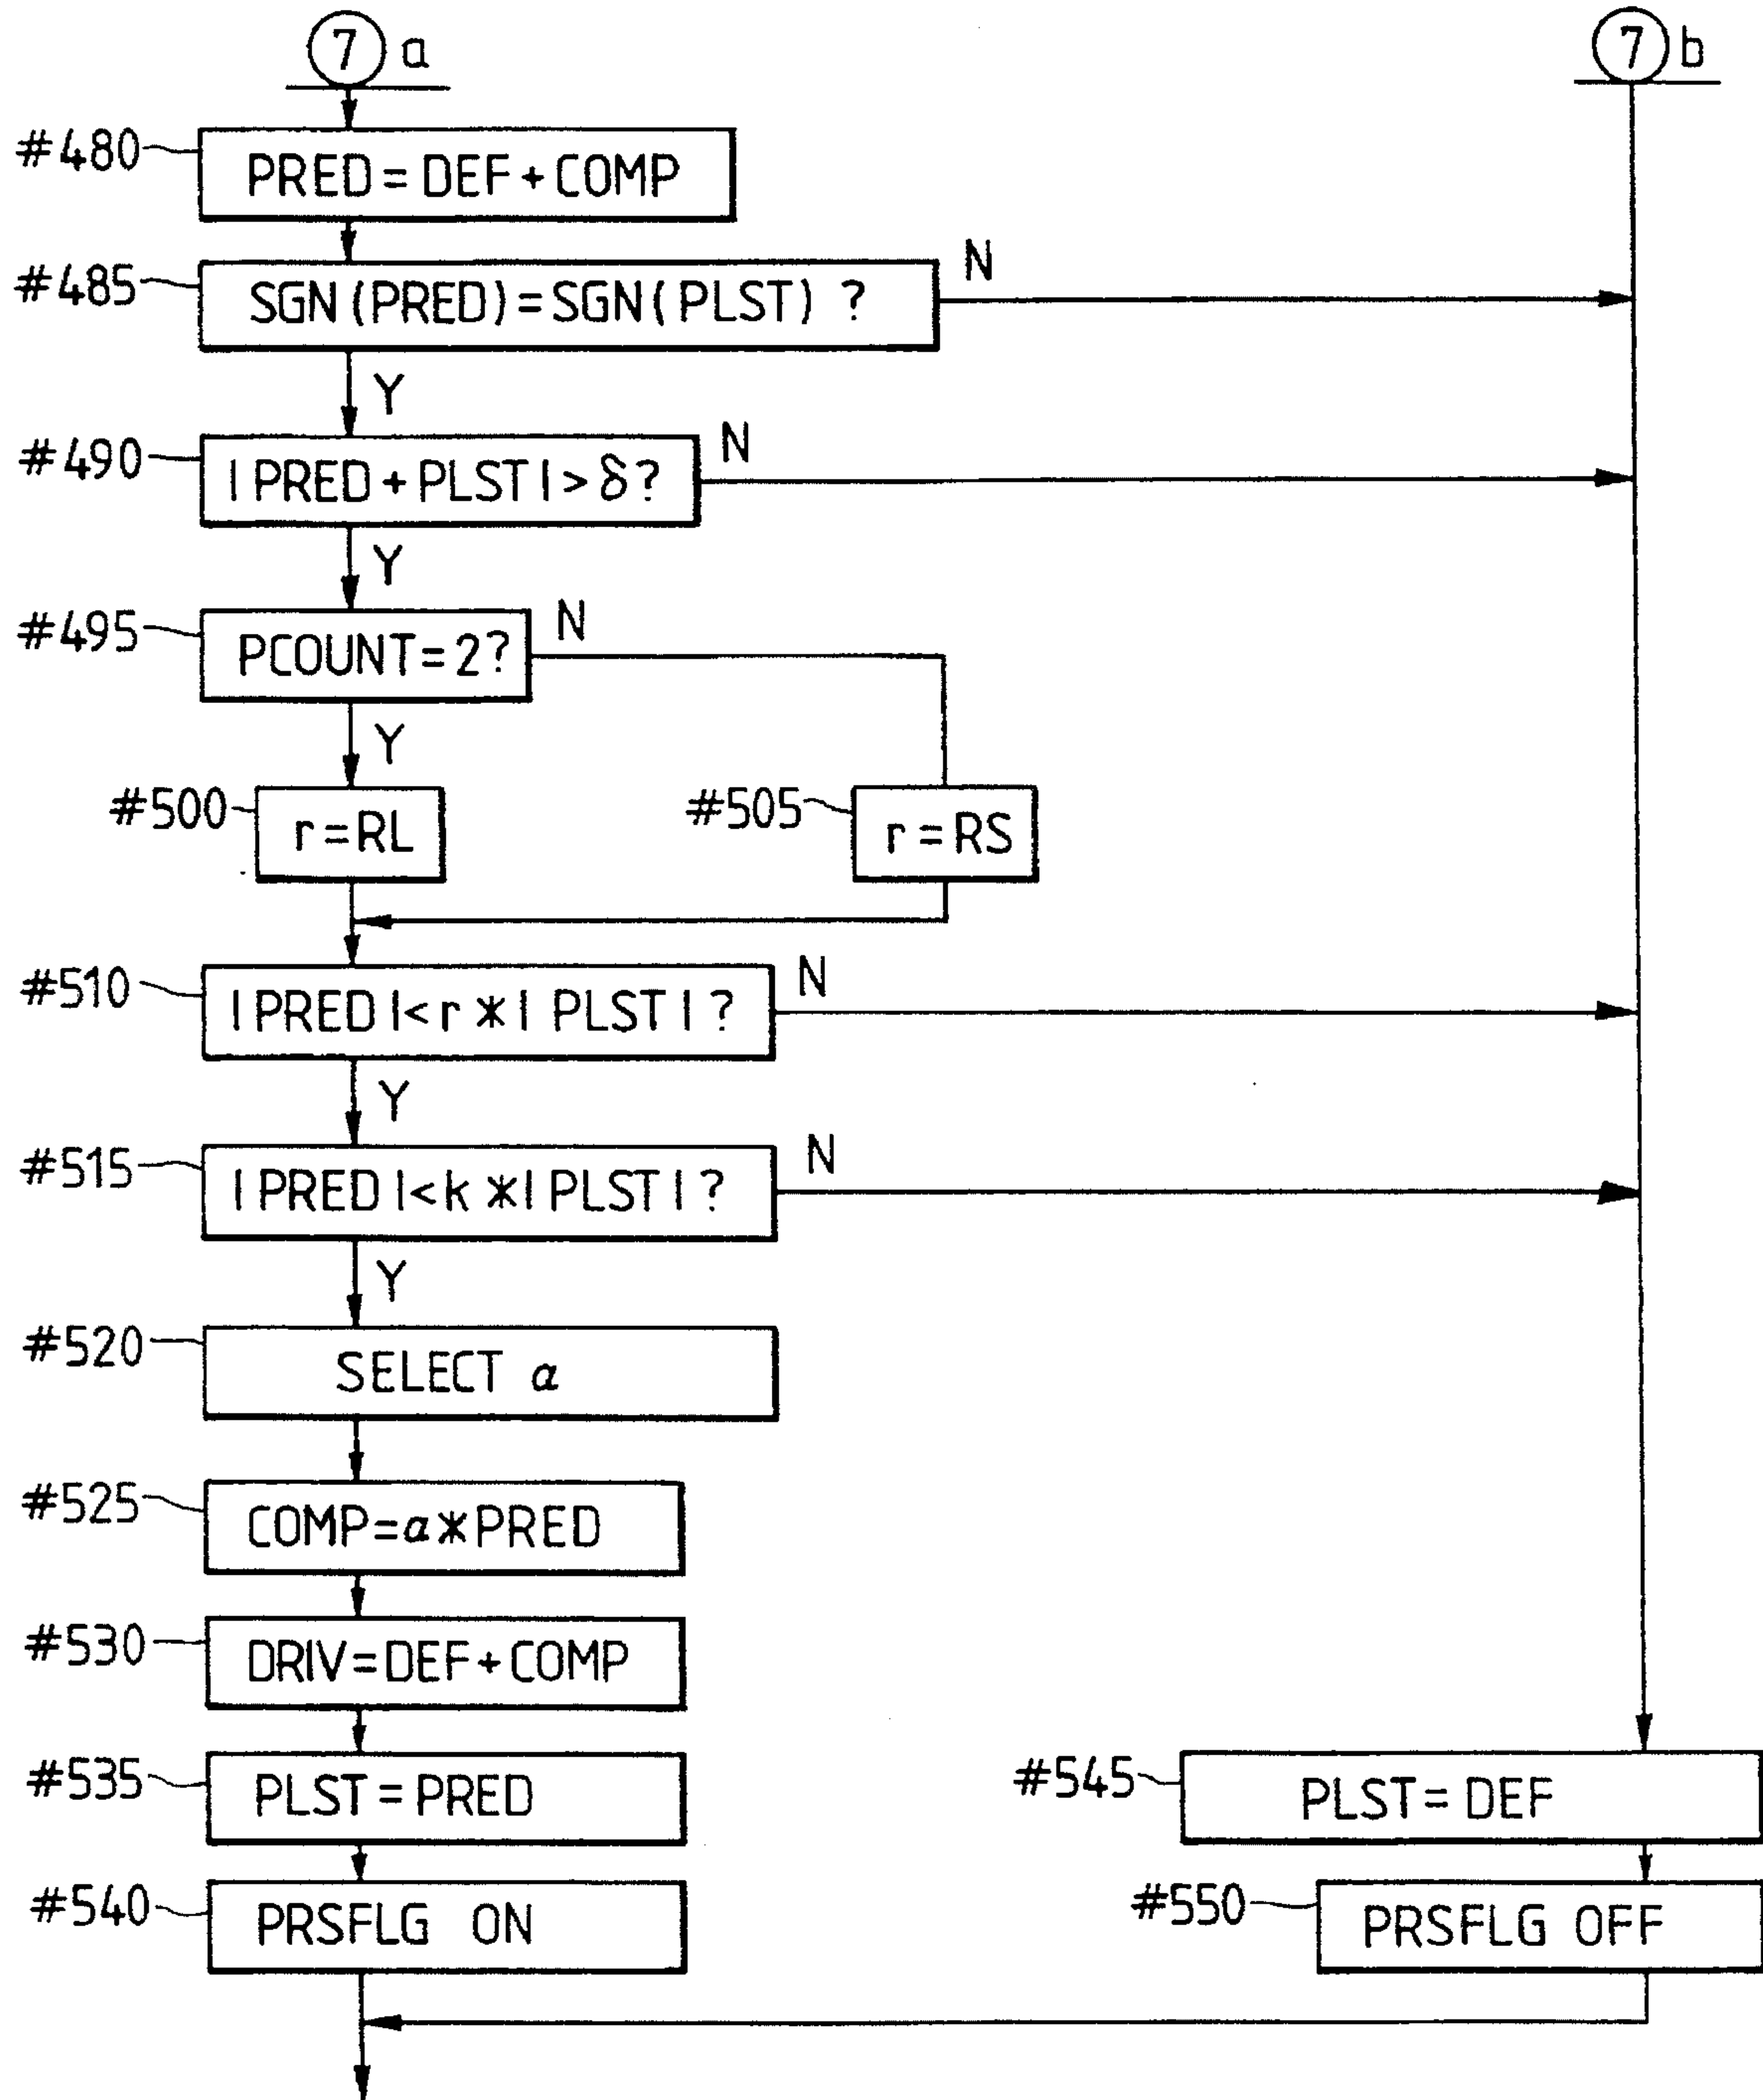 7 a
7 b
#480
PRED = DEF + COMP
#485
SGN (PRED) = SGN (PLST) ?
N
Y
#490
| PRED + PLST | > δ?
N
Y
#495
PCOUNT = 2?
N
Y
#500
r = RL
#505
r = RS
#510
| PRED | < r * | PLST | ?
N
Y
#515
| PRED | < k * | PLST | ?
N
Y
#520
SELECT α
#525
COMP = α * PRED
#530
DRIV = DEF + COMP
#535
PLST = PRED
#545
PLST = DEF
#540
PRSFLG ON
#550
PRSFLG OFF